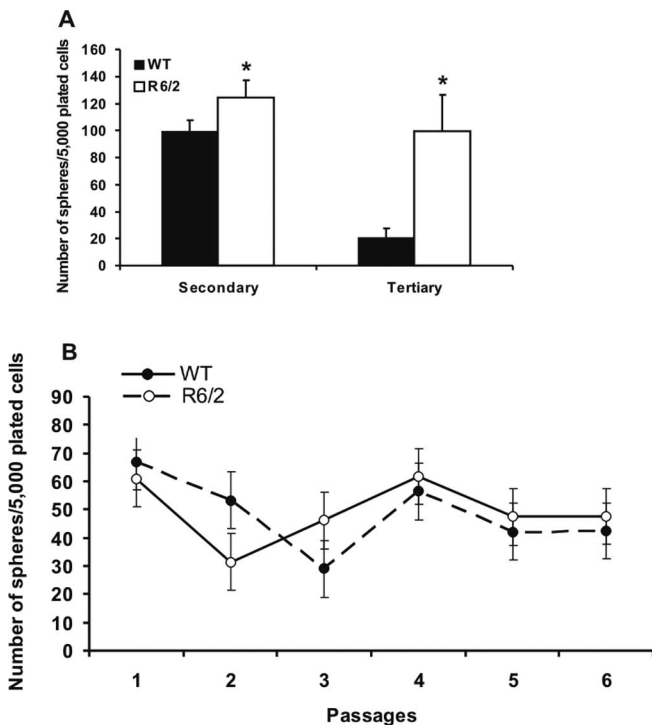 A
Number of spheres/5,000 plated cells
160
140
120
100
80
60
40
20
0
WT
R6/2
*
*
Secondary Tertiary
B
Number of spheres/5,000 plated cells
WT
R6/2
90
80
70
60
50
40
30
20
10
0
1 2 3 4 5 6
Passages